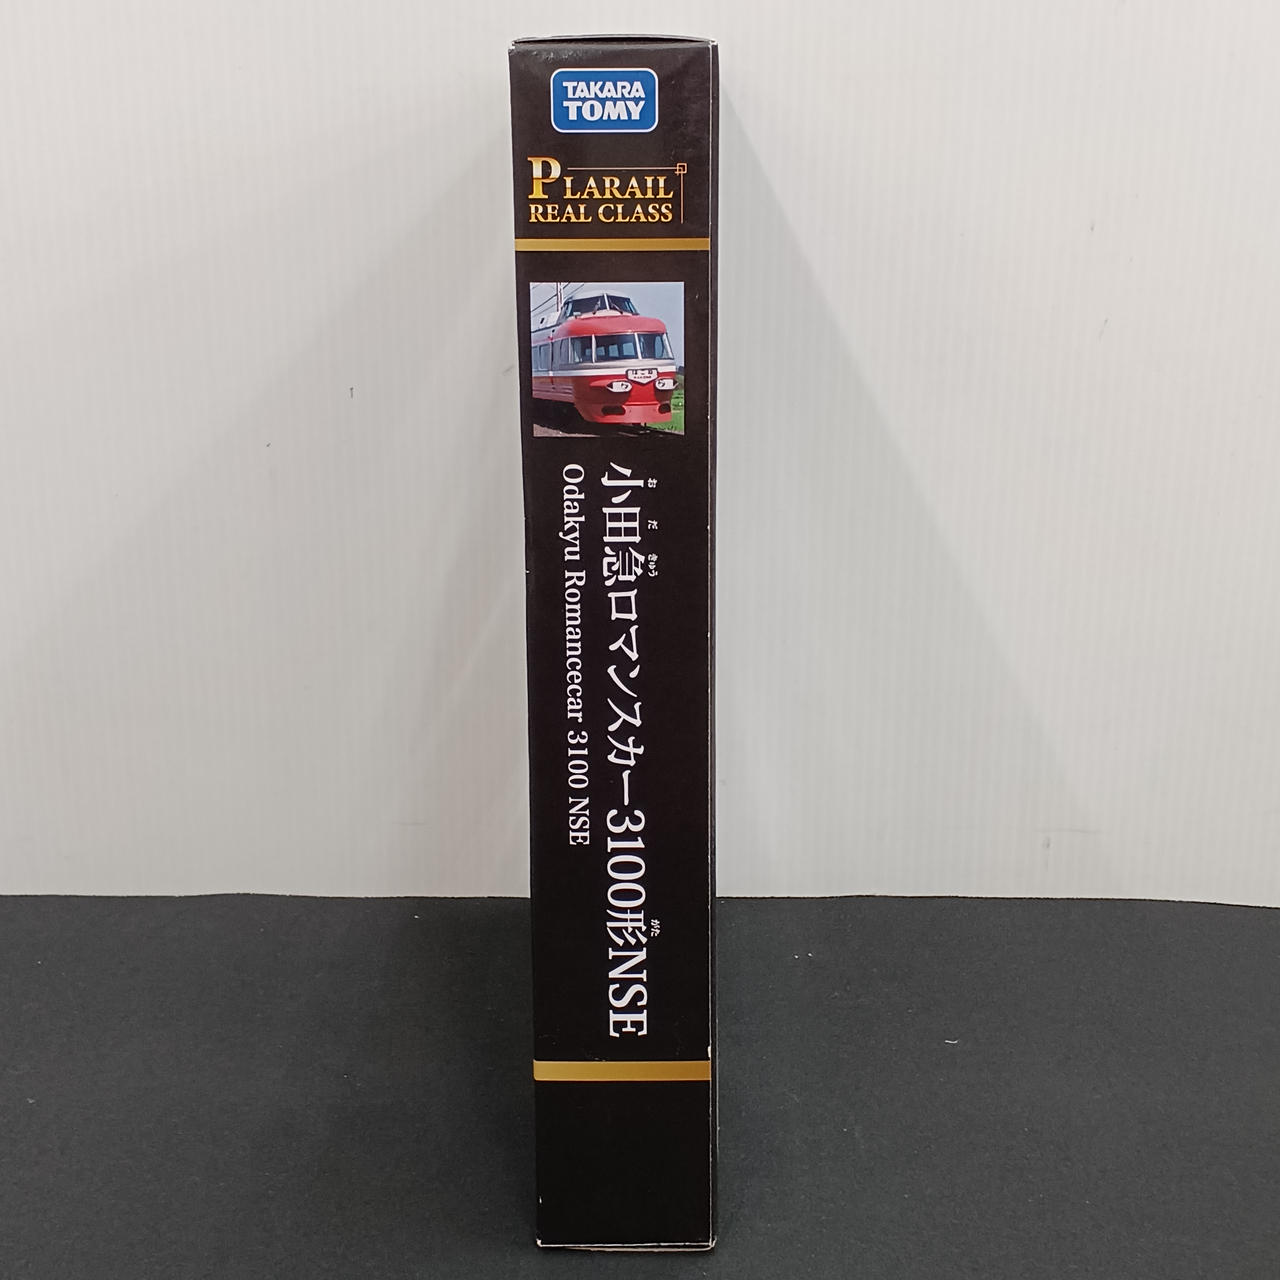 TAKARA
TOMY
PLARAIL
REAL CLASS
おだきゅう がた
小田急ロマンスカー3100形NSE
Odakyu Romancecar 3100 NSE